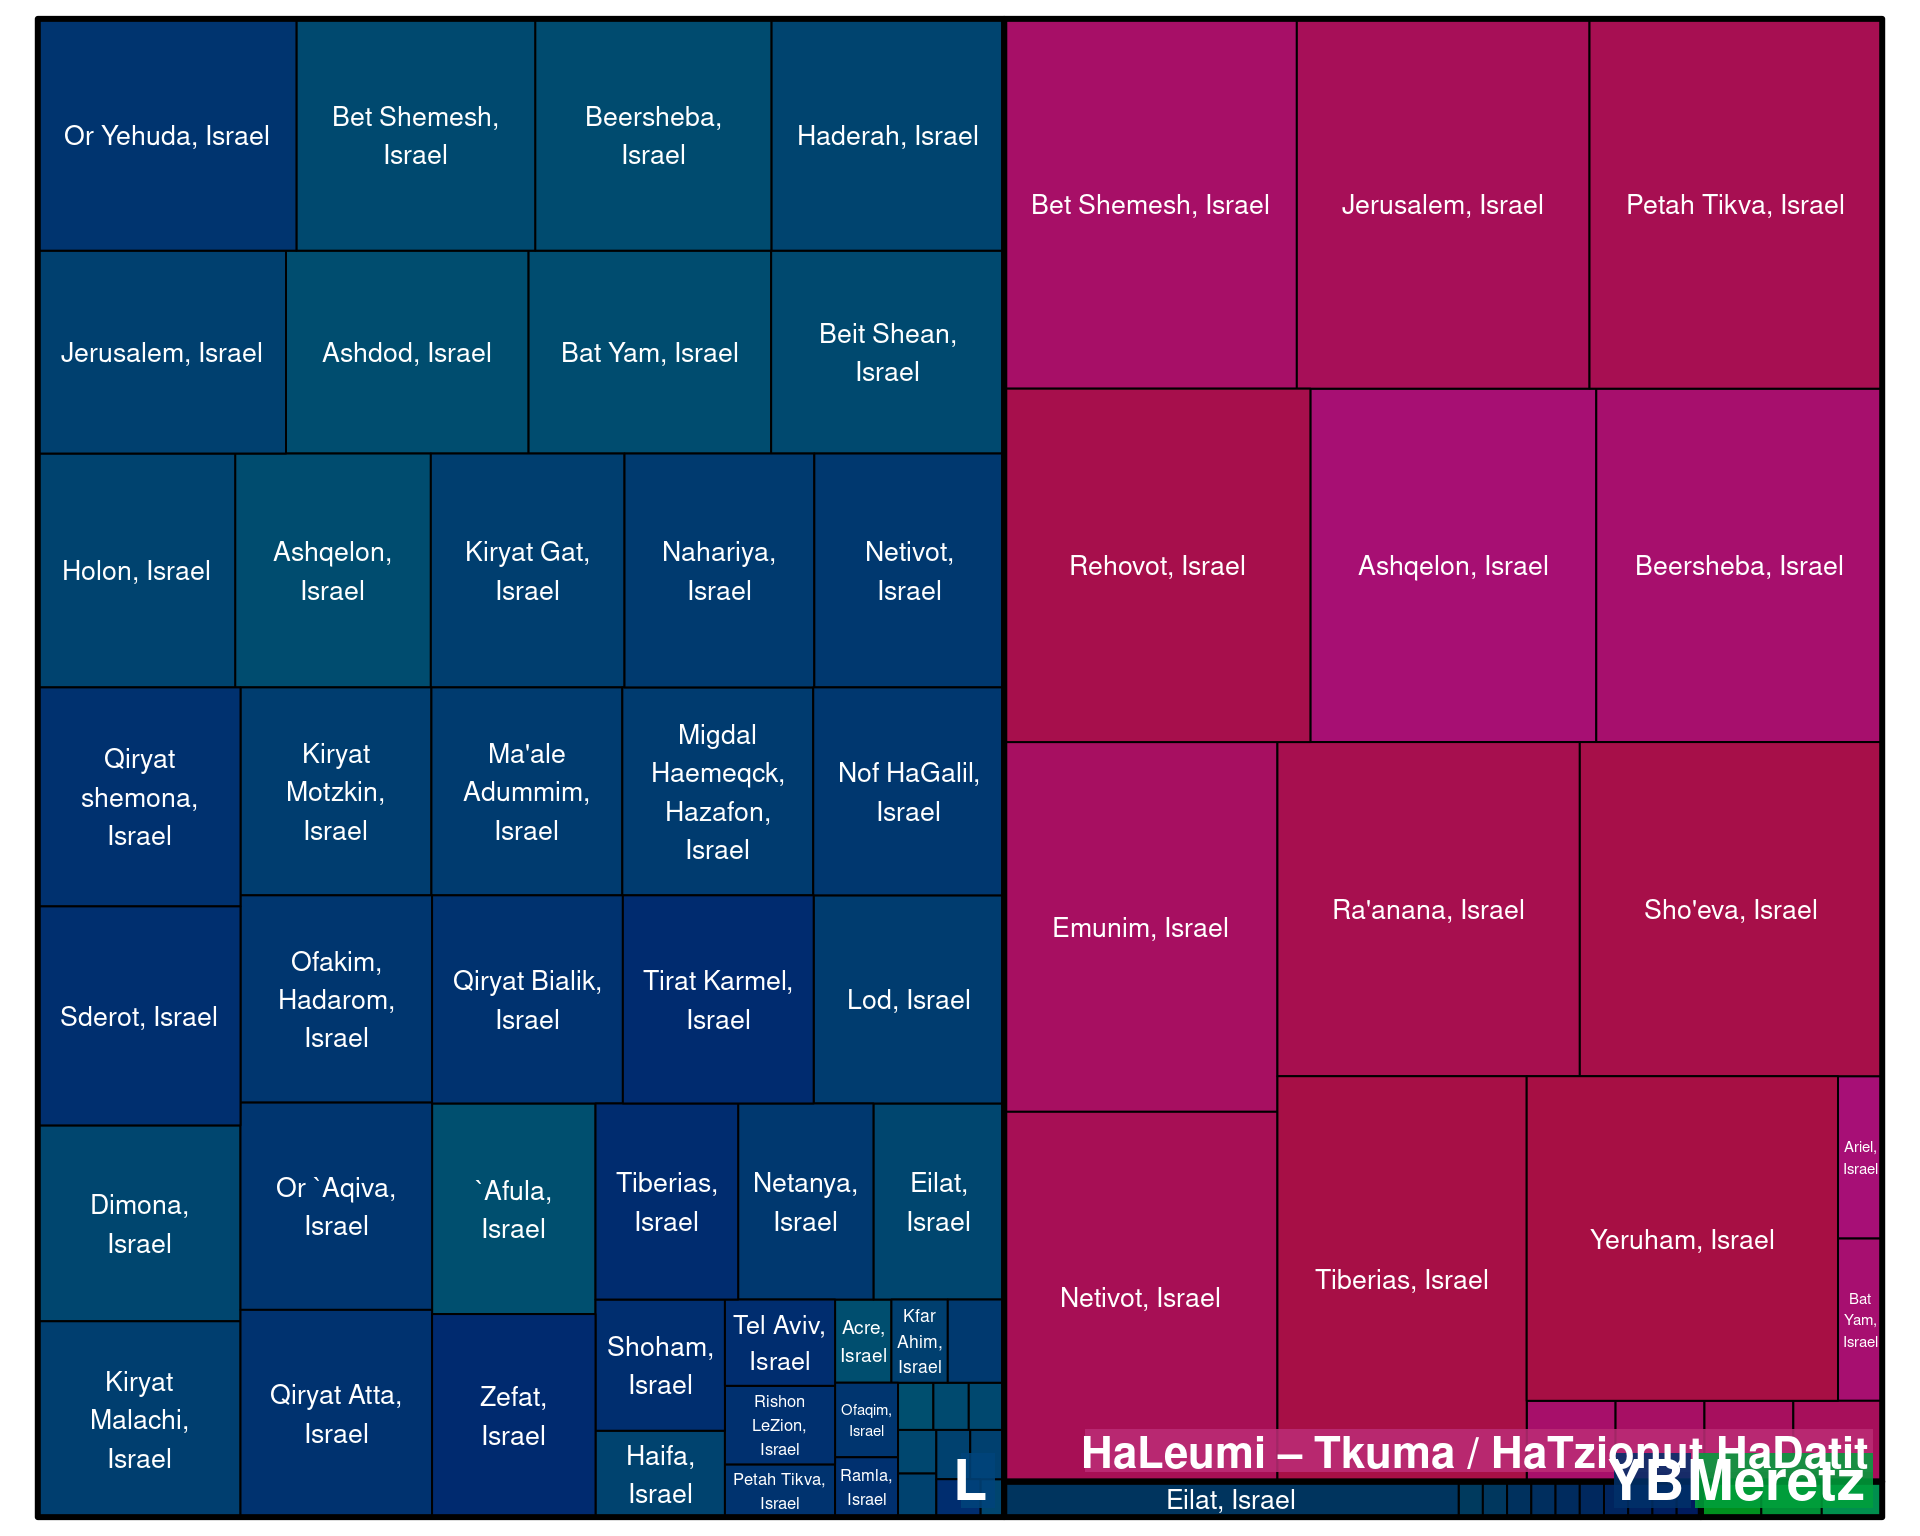 Or Yehuda, Israel
Bet Shemesh,
Israel
Beersheba,
Israel
Haderah, Israel
Jerusalem, Israel
Ashdod, Israel
Bat Yam, Israel
Beit Shean,
Israel
Holon, Israel
Ashqelon,
Israel
Kiryat Gat,
Israel
Nahariya,
Israel
Netivot,
Israel
Qiryat
shemona,
Israel
Kiryat
Motzkin,
Israel
Ma'ale
Adummim,
Israel
Migdal
Haemeqck,
Hazafon,
Israel
Nof HaGalil,
Israel
Sderot, Israel
Ofakim,
Hadarom,
Israel
Qiryat Bialik,
Israel
Tirat Karmel,
Israel
Lod, Israel
Dimona,
Israel
Or `Aqiva,
Israel
`Afula,
Israel
Tiberias,
Israel
Netanya,
Israel
Eilat,
Israel
Kiryat
Malachi,
Israel
Qiryat Atta,
Israel
Zefat,
Israel
Shoham,
Israel
Haifa,
Israel
Tel Aviv,
Israel
Rishon
LeZion,
Israel
Petah Tikva,
Israel
Acre,
Israel
Kfar
Ahim,
Israel
Ofaqim,
Israel
Ramla,
Israel
L
Bet Shemesh, Israel
Jerusalem, Israel
Petah Tikva, Israel
Rehovot, Israel
Ashqelon, Israel
Beersheba, Israel
Emunim, Israel
Ra'anana, Israel
Sho'eva, Israel
Netivot, Israel
Tiberias, Israel
Yeruham, Israel
Ariel,
Israel
Bat
Yam,
Israel
HaLeumi – Tkuma / HaTzionut HaDatit
Eilat, Israel
YB
Meretz